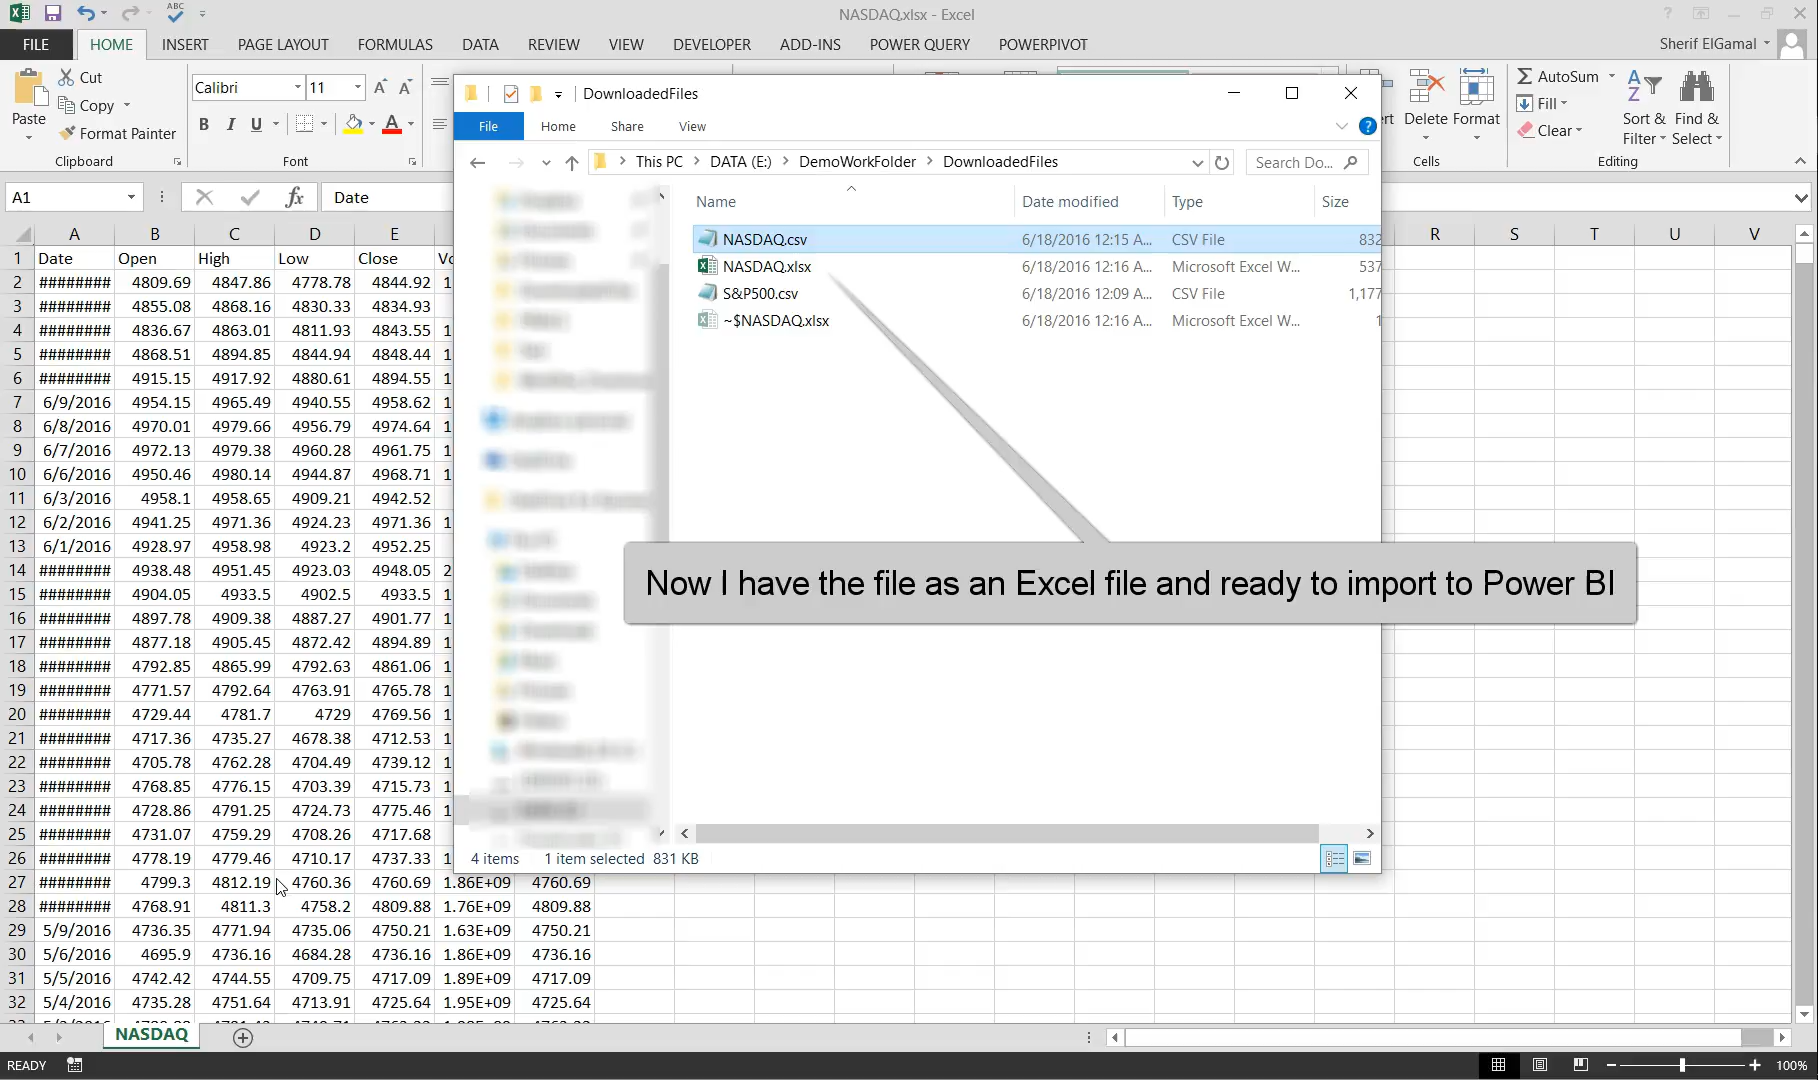 NASDAQ.xlsx - Excel
FILE HOME INSERT PAGE LAYOUT FORMULAS DATA REVIEW VIEW DEVELOPER ADD-INS POWER QUERY POWERPIVOT
Sherif ElGamal
Paste
Cut
Copy
Format Painter
Clipboard
Calibri 11
B I U
Font
Delete Format
Cells
AutoSum
Fill
Clear
Sort & Filter
Find & Select
Editing
A1 fx Date
DownloadedFiles
File Home Share View
This PC > DATA (E:) > DemoWorkFolder > DownloadedFiles
Search Do...
Name Date modified Type Size
NASDAQ.csv 6/18/2016 12:15 A... CSV File 832
NASDAQ.xlsx 6/18/2016 12:16 A... Microsoft Excel W... 537
S&P500.csv 6/18/2016 12:09 A... CSV File 1,177
~$NASDAQ.xlsx 6/18/2016 12:16 A... Microsoft Excel W... 1
Now I have the file as an Excel file and ready to import to Power BI
4 items 1 item selected 831 KB
A B C D E R S T U V
1 Date Open High Low Close
2 ######## 4809.69 4847.86 4778.78 4844.92
3 ######## 4855.08 4868.16 4830.33 4834.93
4 ######## 4836.67 4863.01 4811.93 4843.55
5 ######## 4868.51 4894.85 4844.94 4848.44
6 ######## 4915.15 4917.92 4880.61 4894.55
7 6/9/2016 4954.15 4965.49 4940.55 4958.62
8 6/8/2016 4970.01 4979.66 4956.79 4974.64
9 6/7/2016 4972.13 4979.38 4960.28 4961.75
10 6/6/2016 4950.46 4980.14 4944.87 4968.71
11 6/3/2016 4958.1 4958.65 4909.21 4942.52
12 6/2/2016 4941.25 4971.36 4924.23 4971.36
13 6/1/2016 4928.97 4958.98 4923.2 4952.25
14 ######## 4938.48 4951.45 4923.03 4948.05
15 ######## 4904.05 4933.5 4902.5 4933.5
16 ######## 4897.78 4909.38 4887.27 4901.77
17 ######## 4877.18 4905.45 4872.42 4894.89
18 ######## 4792.85 4865.99 4792.63 4861.06
19 ######## 4771.57 4792.64 4763.91 4765.78
20 ######## 4729.44 4781.7 4729 4769.56
21 ######## 4717.36 4735.27 4678.38 4712.53
22 ######## 4705.78 4762.28 4704.49 4739.12
23 ######## 4768.85 4776.15 4703.39 4715.73
24 ######## 4728.86 4791.25 4724.73 4775.46
25 ######## 4731.07 4759.29 4708.26 4717.68
26 ######## 4778.19 4779.46 4710.17 4737.33
27 ######## 4799.3 4812.19 4760.36 4760.69 1.86E+09 4760.69
28 ######## 4768.91 4811.3 4758.2 4809.88 1.76E+09 4809.88
29 5/9/2016 4736.35 4771.94 4735.06 4750.21 1.63E+09 4750.21
30 5/6/2016 4695.9 4736.16 4684.28 4736.16 1.86E+09 4736.16
31 5/5/2016 4742.42 4744.55 4709.75 4717.09 1.89E+09 4717.09
32 5/4/2016 4735.28 4751.64 4713.91 4725.64 1.95E+09 4725.64
NASDAQ
READY 100%